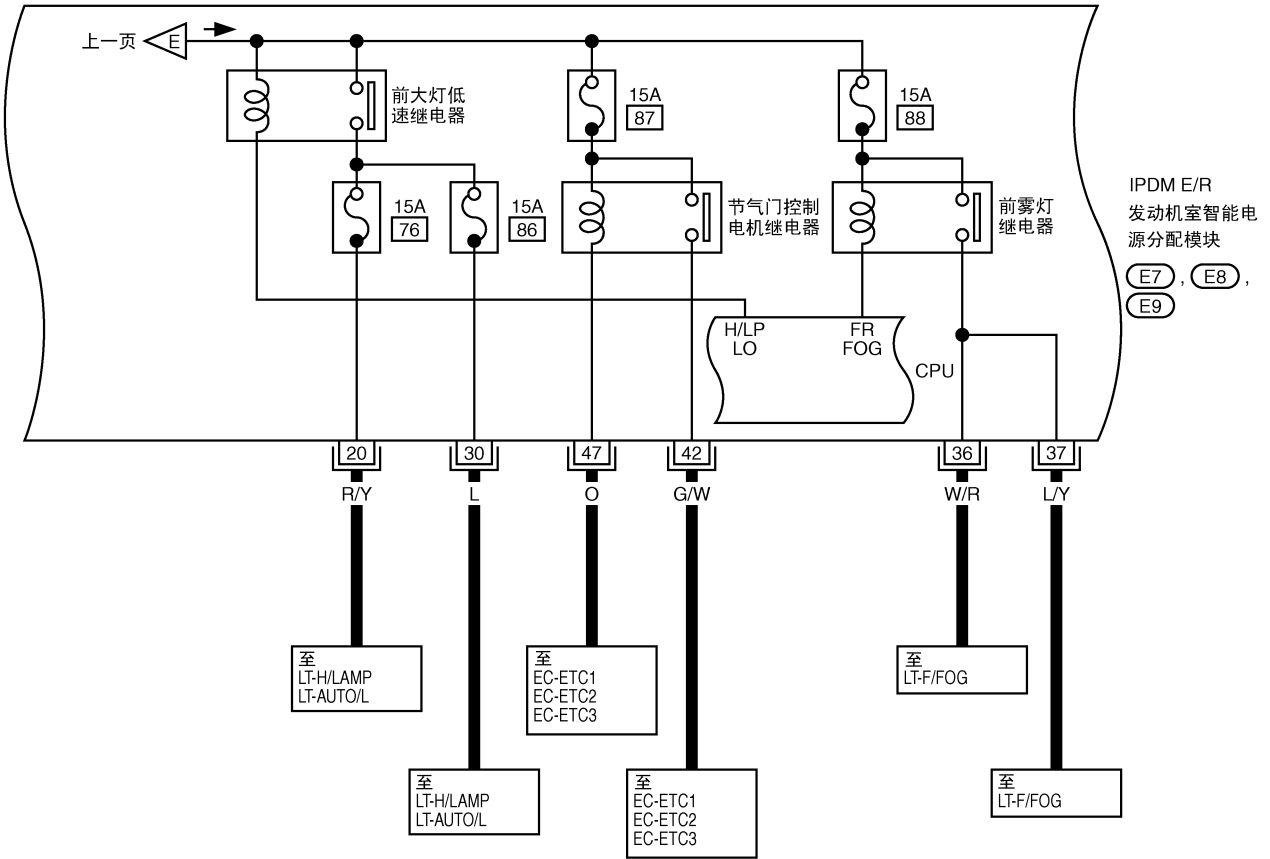 上一页
E
前大灯低
速继电器
15A
87
15A
88
15A
76
15A
86
节气门控制
电机继电器
前雾灯
继电器
IPDM E/R
发动机室智能电
源分配模块
E7 , E8 ,
E9
H/LP
LO
FR
FOG
CPU
20
30
47
42
36
37
R/Y
L
O
G/W
W/R
L/Y
至
LT-H/LAMP
LT-AUTO/L
至
EC-ETC1
EC-ETC2
EC-ETC3
至
LT-F/FOG
至
LT-H/LAMP
LT-AUTO/L
至
EC-ETC1
EC-ETC2
EC-ETC3
至
LT-F/FOG